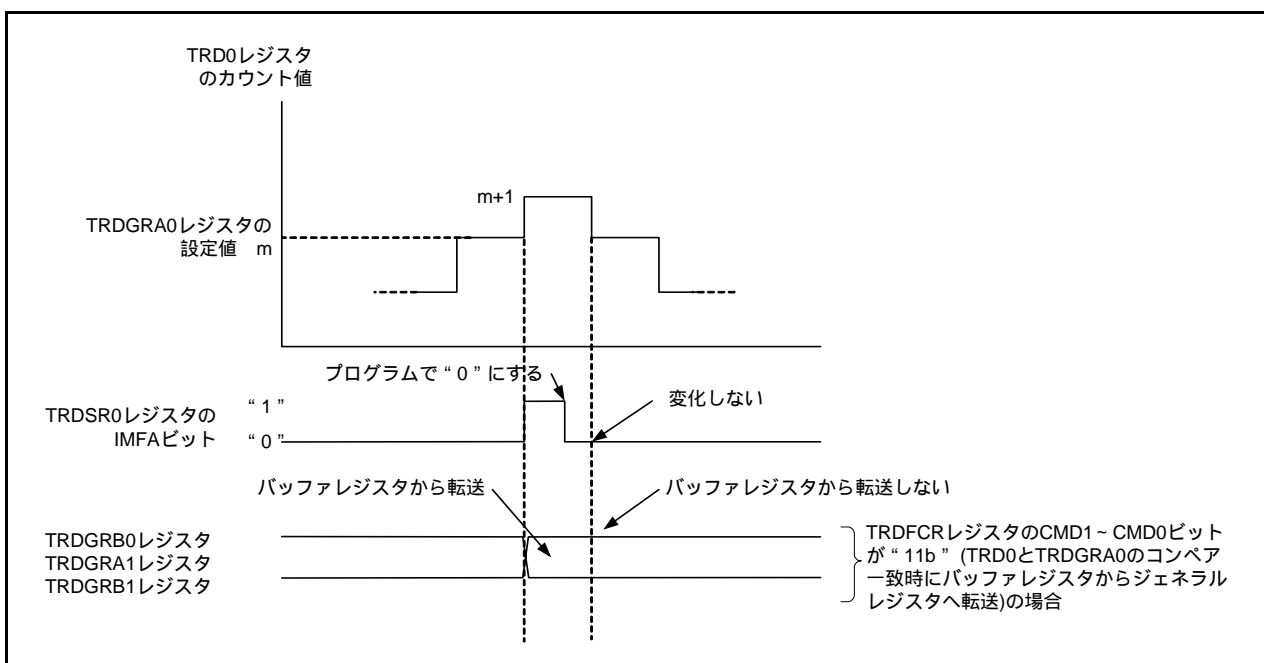 TRD0レジスタ
のカウント値
m+1
TRDGRA0レジスタの
設定値　m
プログラムで“0”にする
変化しない
TRDSR0レジスタの
IMFAビット
“1”
“0”
バッファレジスタから転送
バッファレジスタから転送しない
TRDGRB0レジスタ
TRDGRA1レジスタ
TRDGRB1レジスタ
TRDFCRレジスタのCMD1～CMD0ビット
が“11b”(TRD0とTRDGRA0のコンペア
一致時にバッファレジスタからジェネラル
レジスタへ転送)の場合